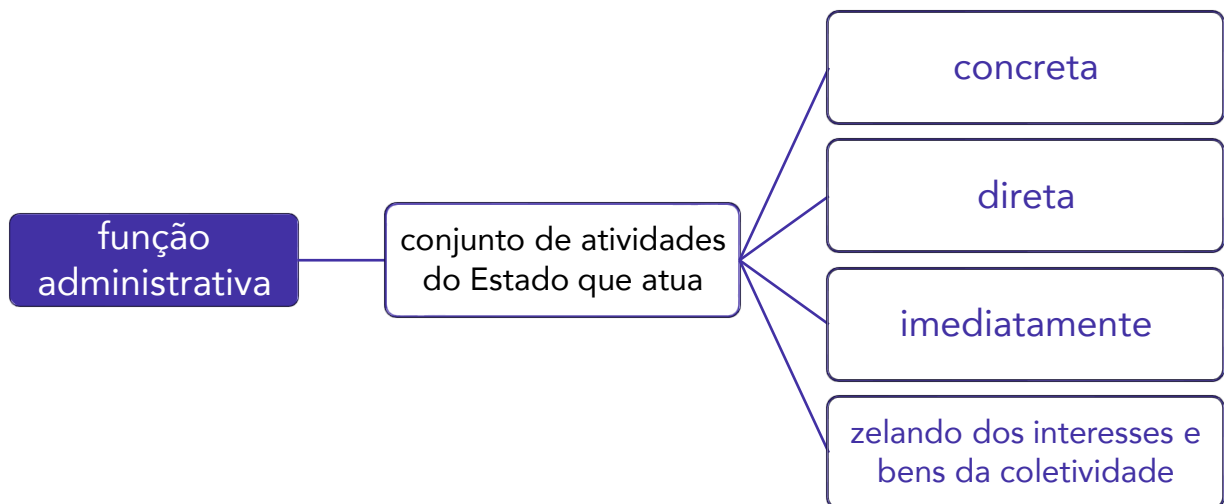 função
administrativa
conjunto de atividades
do Estado que atua
concreta
direta
imediatamente
zelando dos interesses e
bens da coletividade